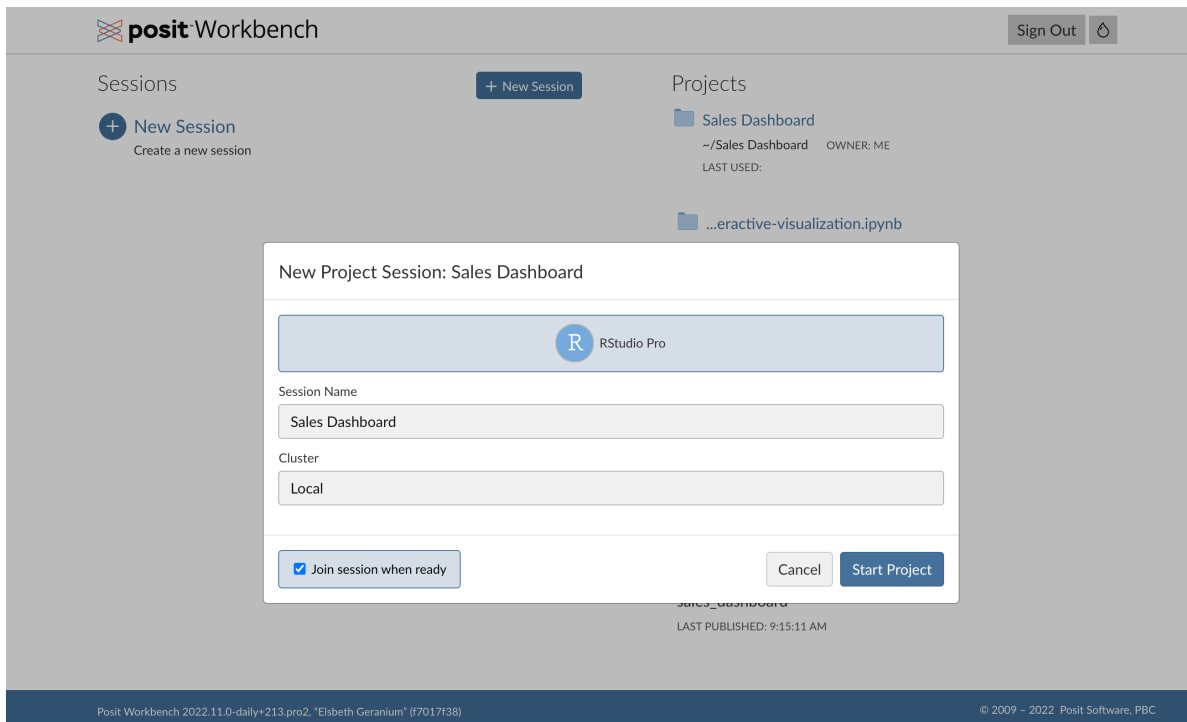 posit Workbench
Sign Out
Sessions
+ New Session
Projects
New Session
Create a new session
Sales Dashboard
~/Sales Dashboard OWNER: ME
LAST USED:
...eractive-visualization.ipynb
New Project Session: Sales Dashboard
R RStudio Pro
Session Name
Sales Dashboard
Cluster
Local
Join session when ready
Cancel
Start Project
sales_dashboard
LAST PUBLISHED: 9:15:11 AM
Posit Workbench 2022.11.0-daily+213.pro2, "Elsbeth Geranium" (f7017f38)
© 2009 – 2022 Posit Software, PBC